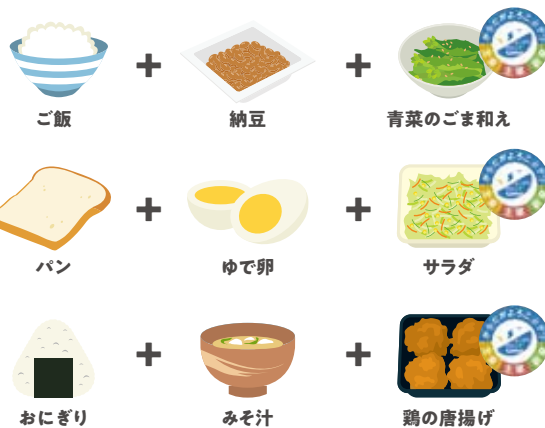 ご飯
納豆
青菜のごま和え
パン
ゆで卵
サラダ
おにぎり
みそ汁
鶏の唐揚げ